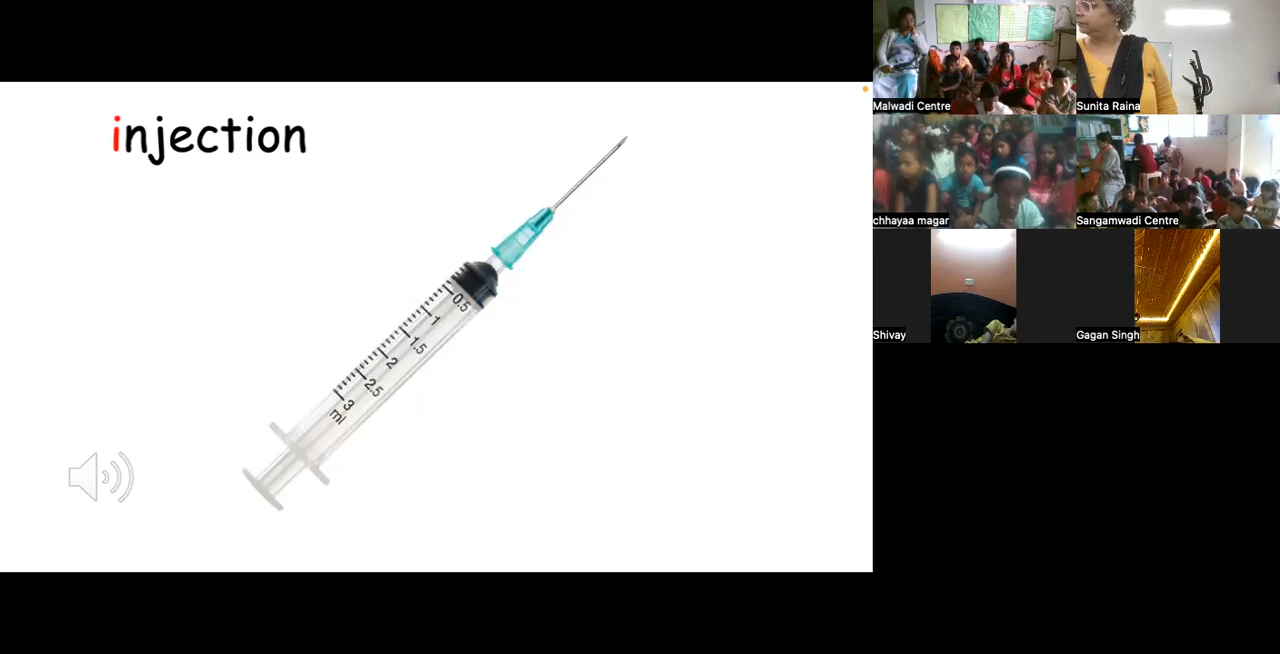 injection
0.5
1
1.5
2
2.5
3
ml
Malwadi Centre
Sunita Raina
chhayaa magar
Sangamwadi Centre
Shivay
Gagan Singh